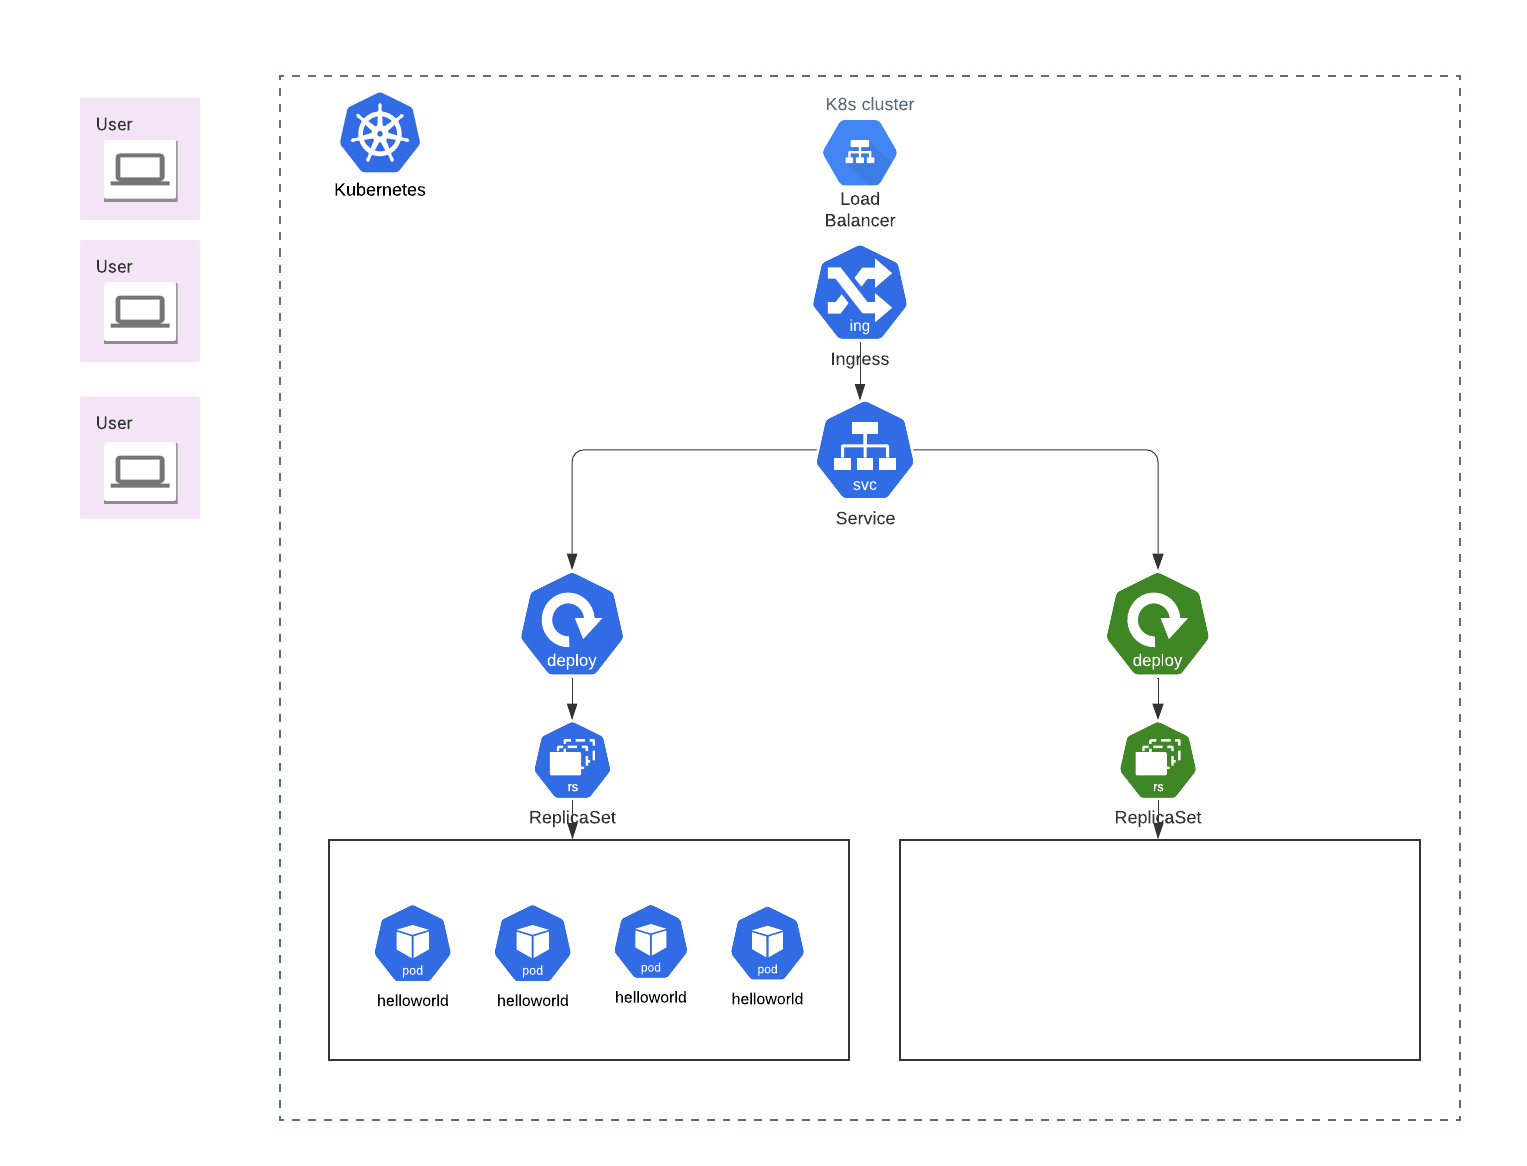 User
User
User
Kubernetes
K8s cluster
Load
Balancer
ing
Ingress
svc
Service
deploy
deploy
rs
rs
ReplicaSet
ReplicaSet
pod
pod
pod
pod
helloworld
helloworld
helloworld
helloworld